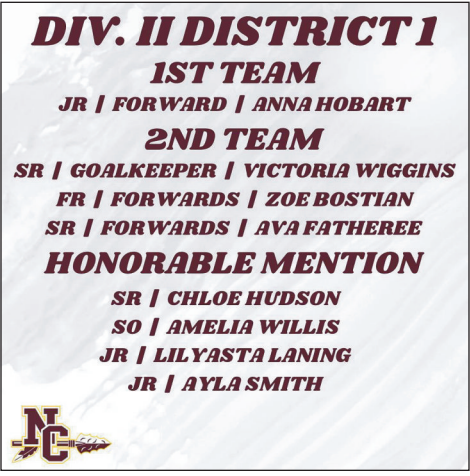 DIV. II DISTRICT 1
1ST TEAM
JR | FORWARD | ANNA HOBART
2ND TEAM
SR | GOALKEEPER | VICTORIA WIGGINS
FR | FORWARDS | ZOE BOSTIAN
SR | FORWARDS | AVA FATHEREE
HONORABLE MENTION
SR | CHLOE HUDSON
SO | AMELIA WILLIS
JR | LILYASTA LANING
JR | AYLA SMITH
NC